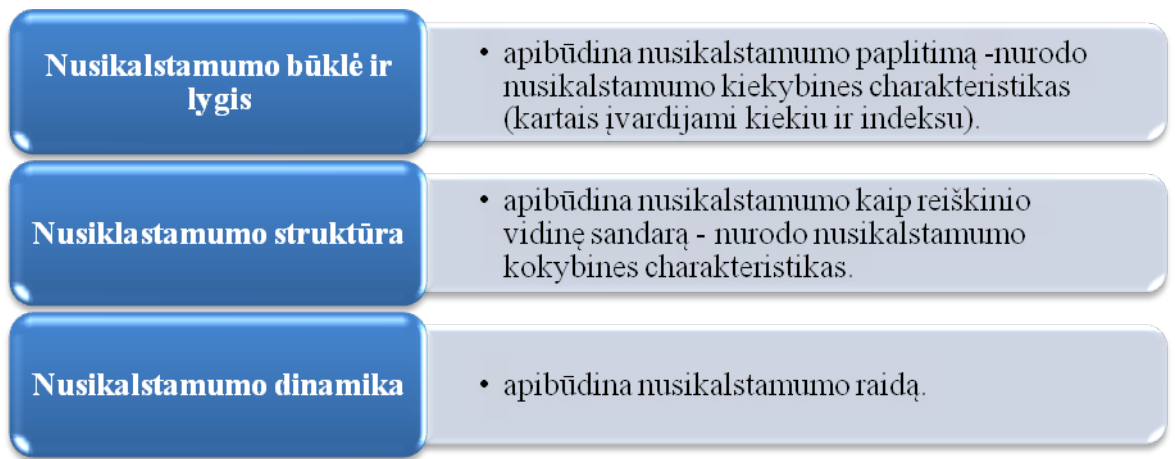 Nusikalstamumo būklė ir
lygis
• apibūdina nusikalstamumo paplitimą -nurodo
nusikalstamumo kiekybines charakteristikas
(kartais įvardijami kiekiu ir indeksu).
Nusiklastamumo struktūra
• apibūdina nusikalstamumo kaip reiškinio
vidinę sandarą - nurodo nusikalstamumo
kokybines charakteristikas.
Nusikalstamumo dinamika
• apibūdina nusikalstamumo raidą.